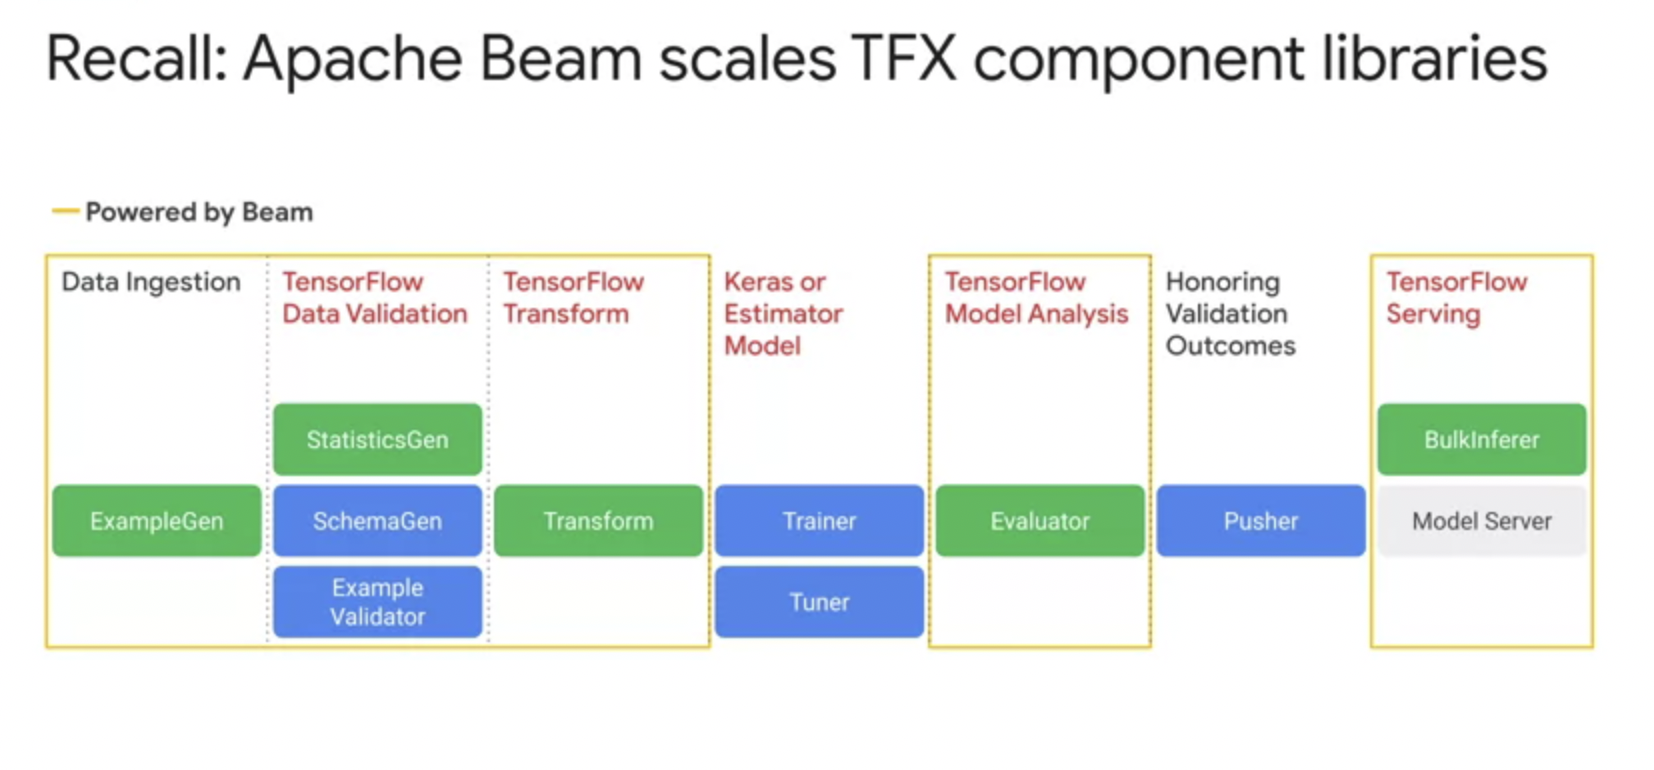 Recall: Apache Beam scales TFX component libraries
Powered by Beam
Data Ingestion
TensorFlow
Data Validation
TensorFlow
Transform
Keras or
Estimator
Model
TensorFlow
Model Analysis
Honoring
Validation
Outcomes
TensorFlow
Serving
StatisticsGen
BulkInferer
ExampleGen
SchemaGen
Transform
Trainer
Evaluator
Pusher
Model Server
Example
Validator
Tuner